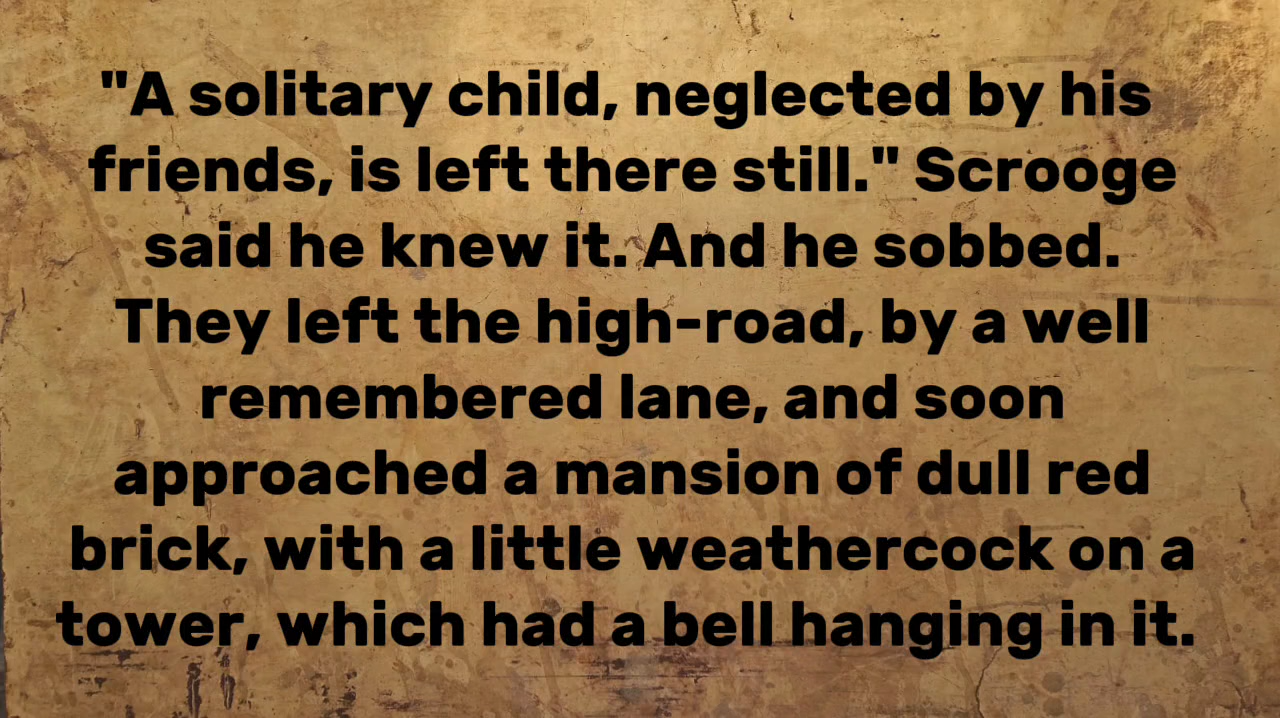 "A solitary child, neglected by his
friends, is left there still." Scrooge
said he knew it. And he sobbed.
They left the high-road, by a well
remembered lane, and soon
approached a mansion of dull red
brick, with a little weathercock on a
tower, which had a bell hanging in it.